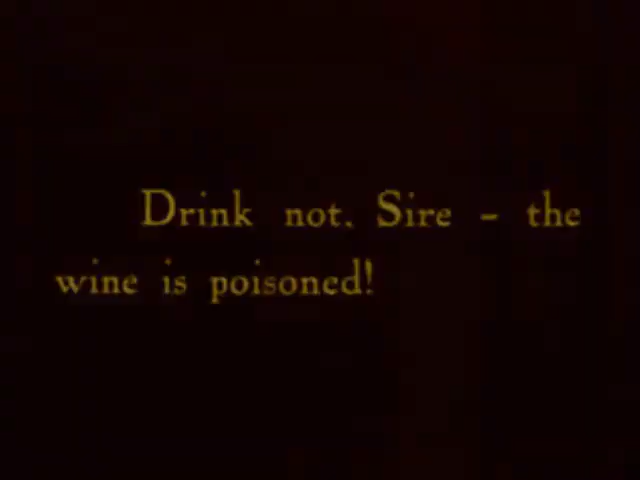 Drink not, Sire - the
wine is poisoned!